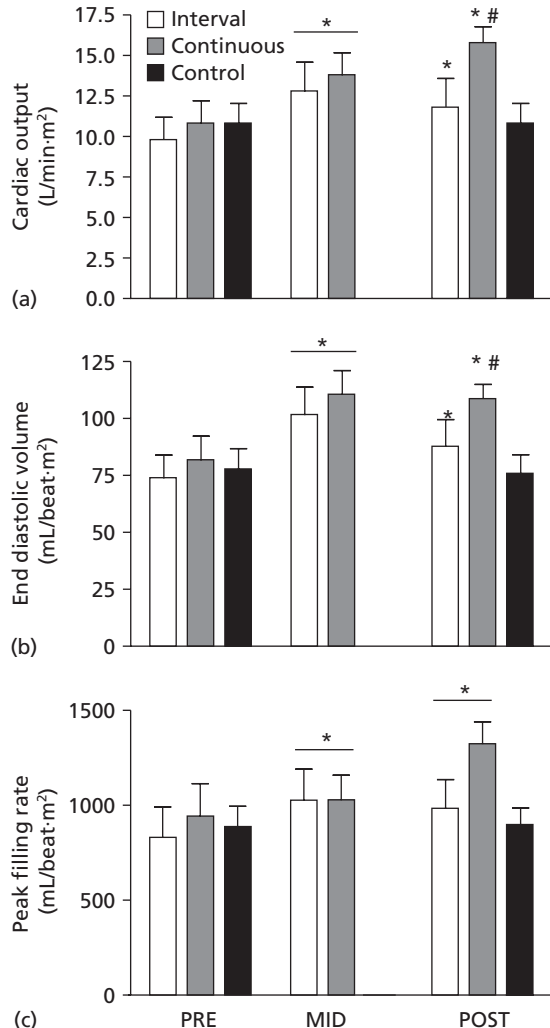 Cardiac output
(L/min·m²)
17.5
15.0
12.5
10.0
7.5
5.0
2.5
0.0
Interval
Continuous
Control
*
*
* #
(a)
End diastolic volume
(mL/beat·m²)
125
100
75
50
25
0
*
*
* #
(b)
Peak filling rate
(mL/beat·m²)
1500
1000
500
0
*
*
(c)
PRE MID POST